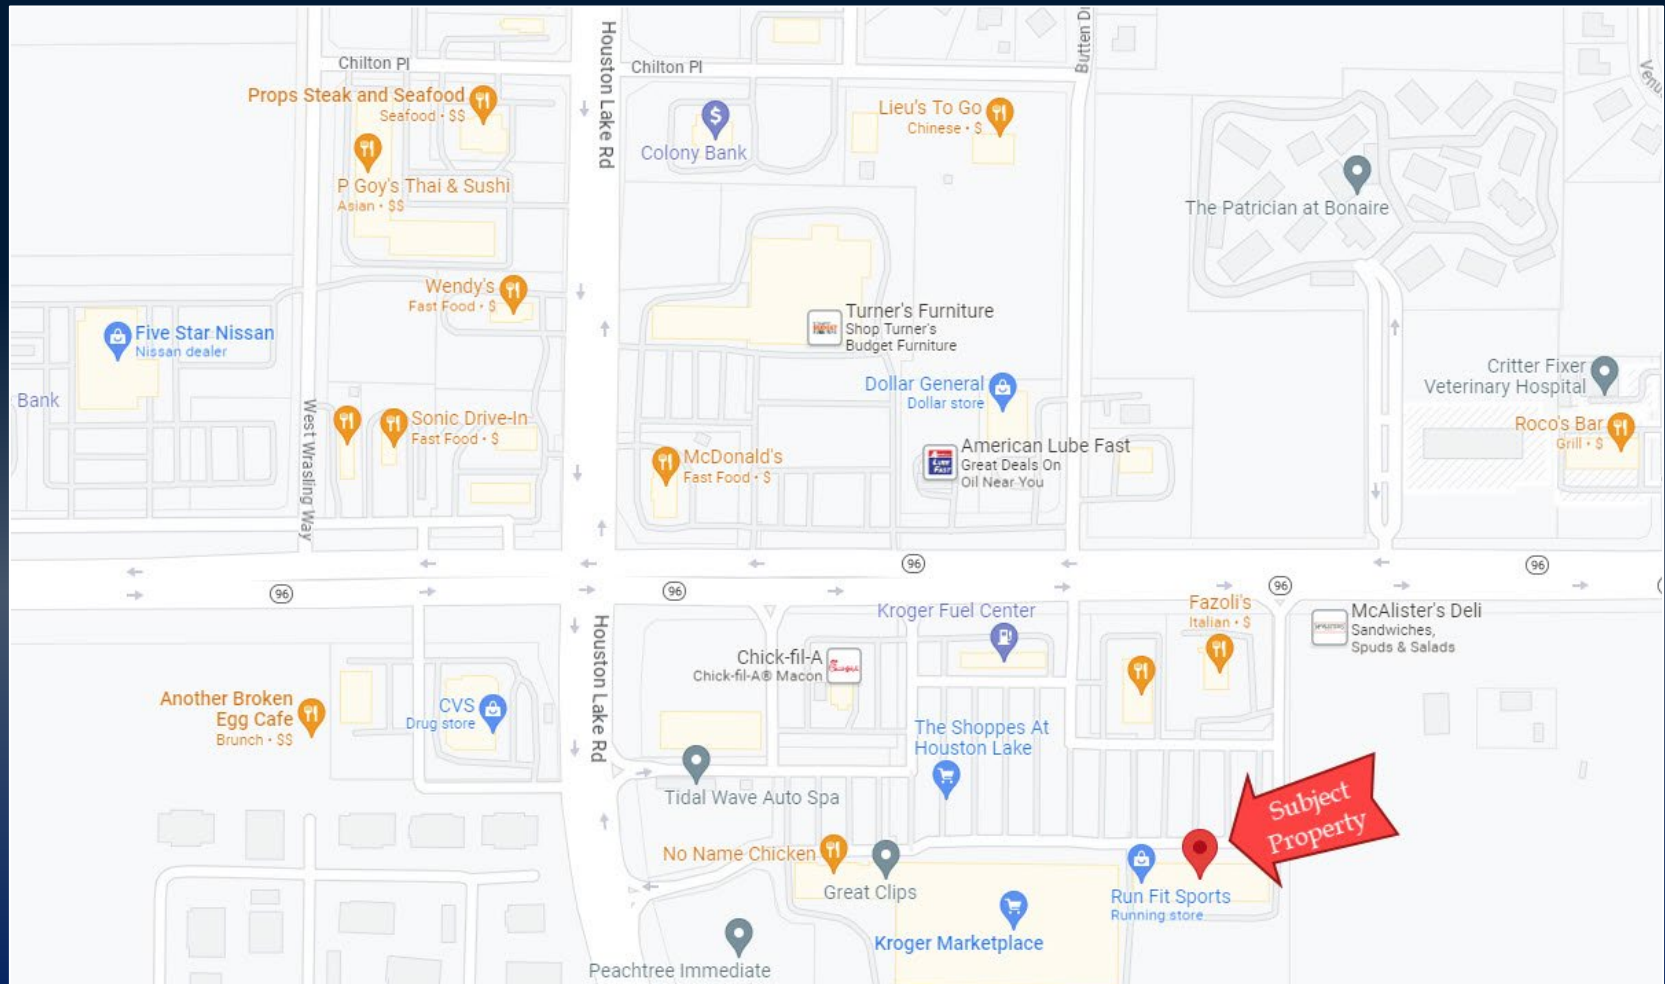 Chilton Pl
Houston Lake Rd
Chilton Pl
Props Steak and Seafood
Seafood • $$
P Goy's Thai & Sushi
Asian • $$
Colony Bank
Lieu's To Go
Chinese • $
The Patrician at Bonaire
Wendy's
Fast Food • $
Five Star Nissan
Nissan dealer
Turner's Furniture
Shop Turner's
Budget Furniture
Bank
West Wrasling Way
Sonic Drive-In
Fast Food • $
Dollar General
Dollar store
Critter Fixer
Veterinary Hospital
Roco's Bar
Grill • $
McDonald's
Fast Food • $
American Lube Fast
Great Deals On
Oil Near You
96
96
96
96
96
Houston Lake Rd
Kroger Fuel Center
Fazoli's
Italian • $
McAlister's Deli
Sandwiches,
Spuds & Salads
Chick-fil-A
Chick-fil-A® Macon
Another Broken
Egg Cafe
Brunch • $$
CVS
Drug store
The Shoppes At
Houston Lake
Tidal Wave Auto Spa
Subject
Property
No Name Chicken
Great Clips
Run Fit Sports
Running store
Kroger Marketplace
Peachtree Immediate